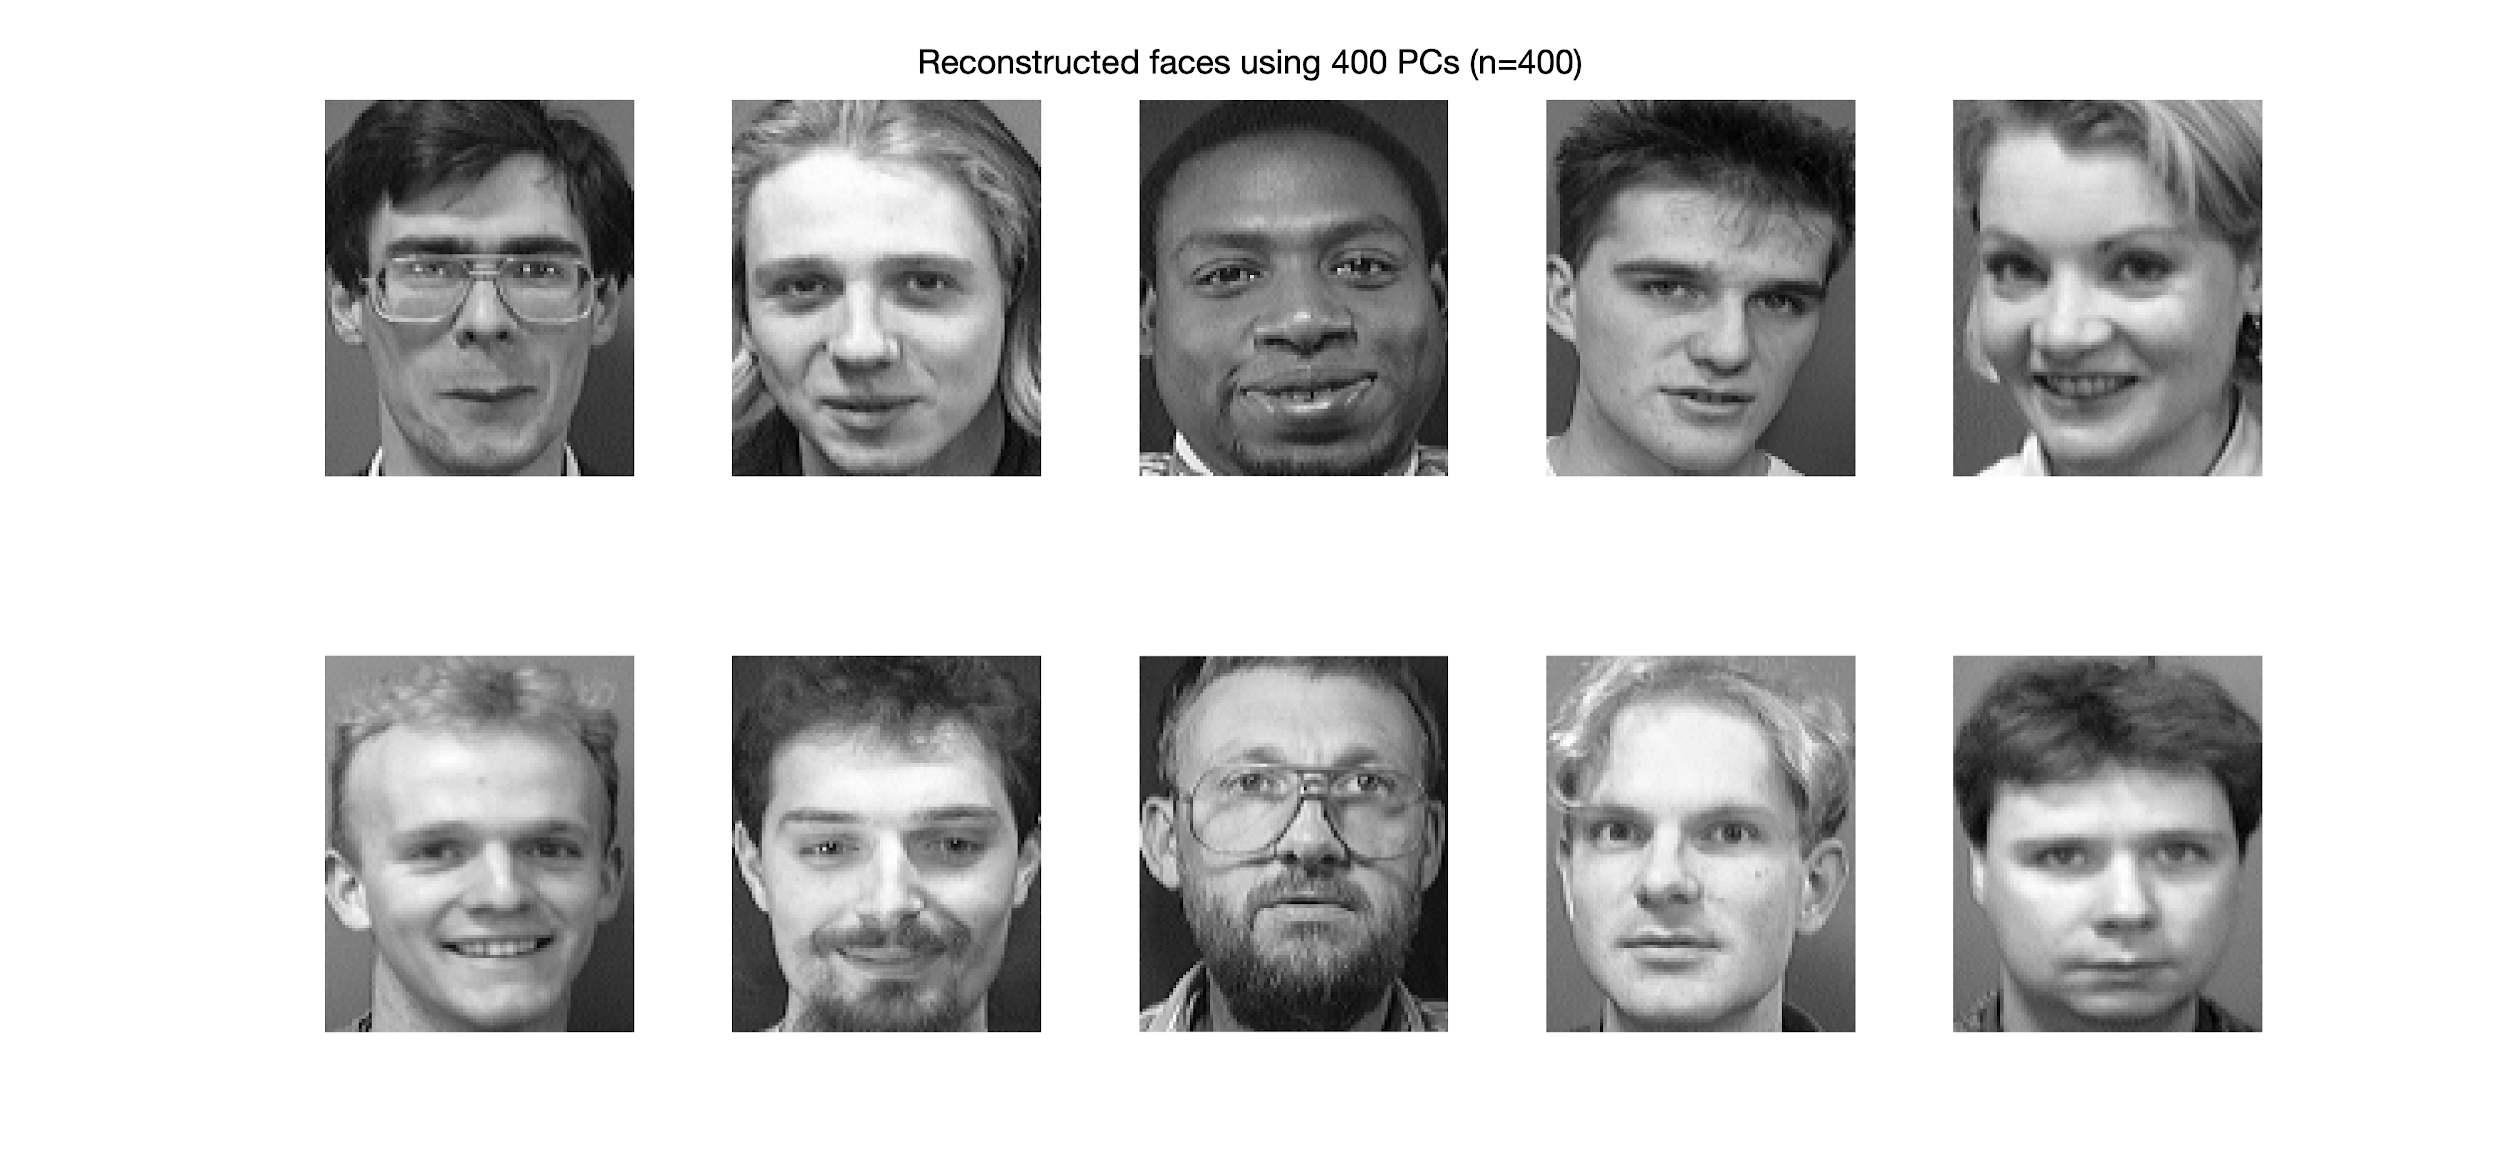 Reconstructed faces using 400 PCs (n=400)